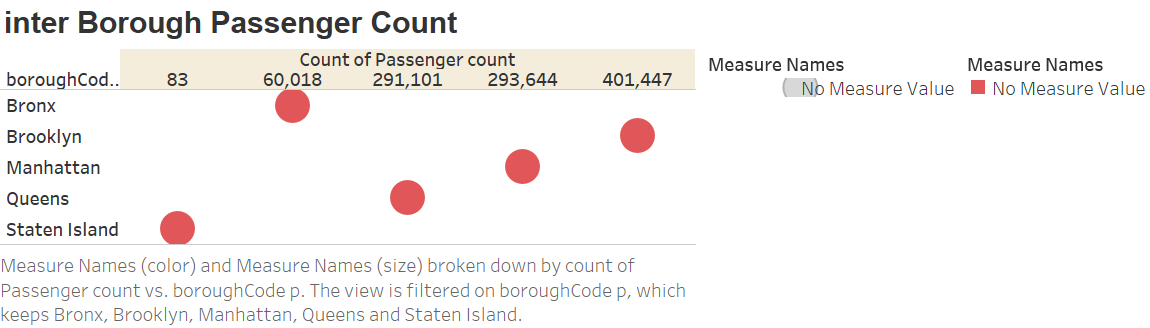 inter Borough Passenger Count
Count of Passenger count
boroughCod.. 83 60,018 291,101 293,644 401,447
Bronx
Brooklyn
Manhattan
Queens
Staten Island
Measure Names
No Measure Value
Measure Names
No Measure Value
Measure Names (color) and Measure Names (size) broken down by count of
Passenger count vs. boroughCode p. The view is filtered on boroughCode p, which
keeps Bronx, Brooklyn, Manhattan, Queens and Staten Island.